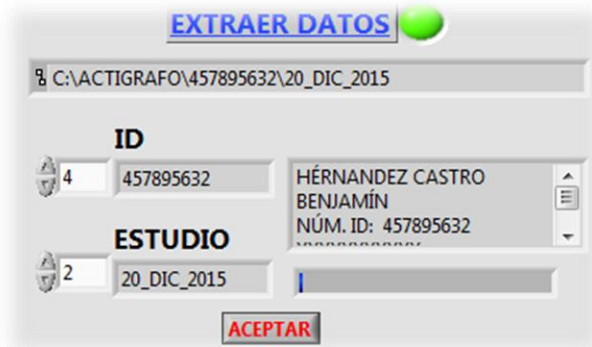 EXTRAER DATOS
C:\ACTIGRAFO\457895632\20_DIC_2015
ID
4
457895632
HÉRNANDEZ CASTRO
BENJAMÍN
NÚM. ID: 457895632
ESTUDIO
2
20_DIC_2015
ACEPTAR